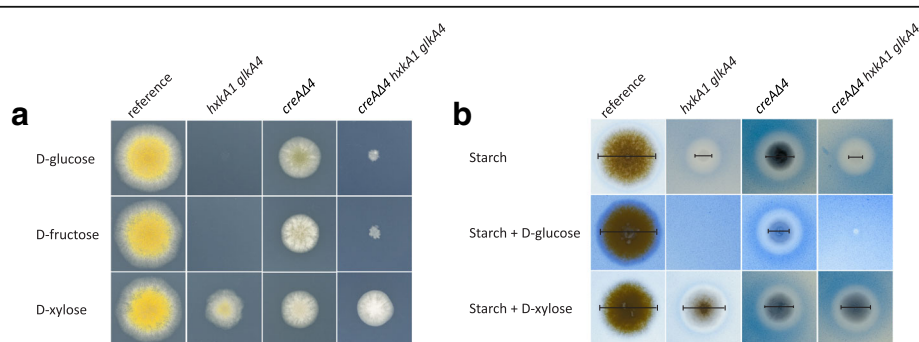 a
reference
hxkA1 glkA4
creAΔ4
creAΔ4 hxkA1 glkA4
D-glucose
D-fructose
D-xylose
b
reference
hxkA1 glkA4
creAΔ4
creAΔ4 hxkA1 glkA4
Starch
Starch + D-glucose
Starch + D-xylose